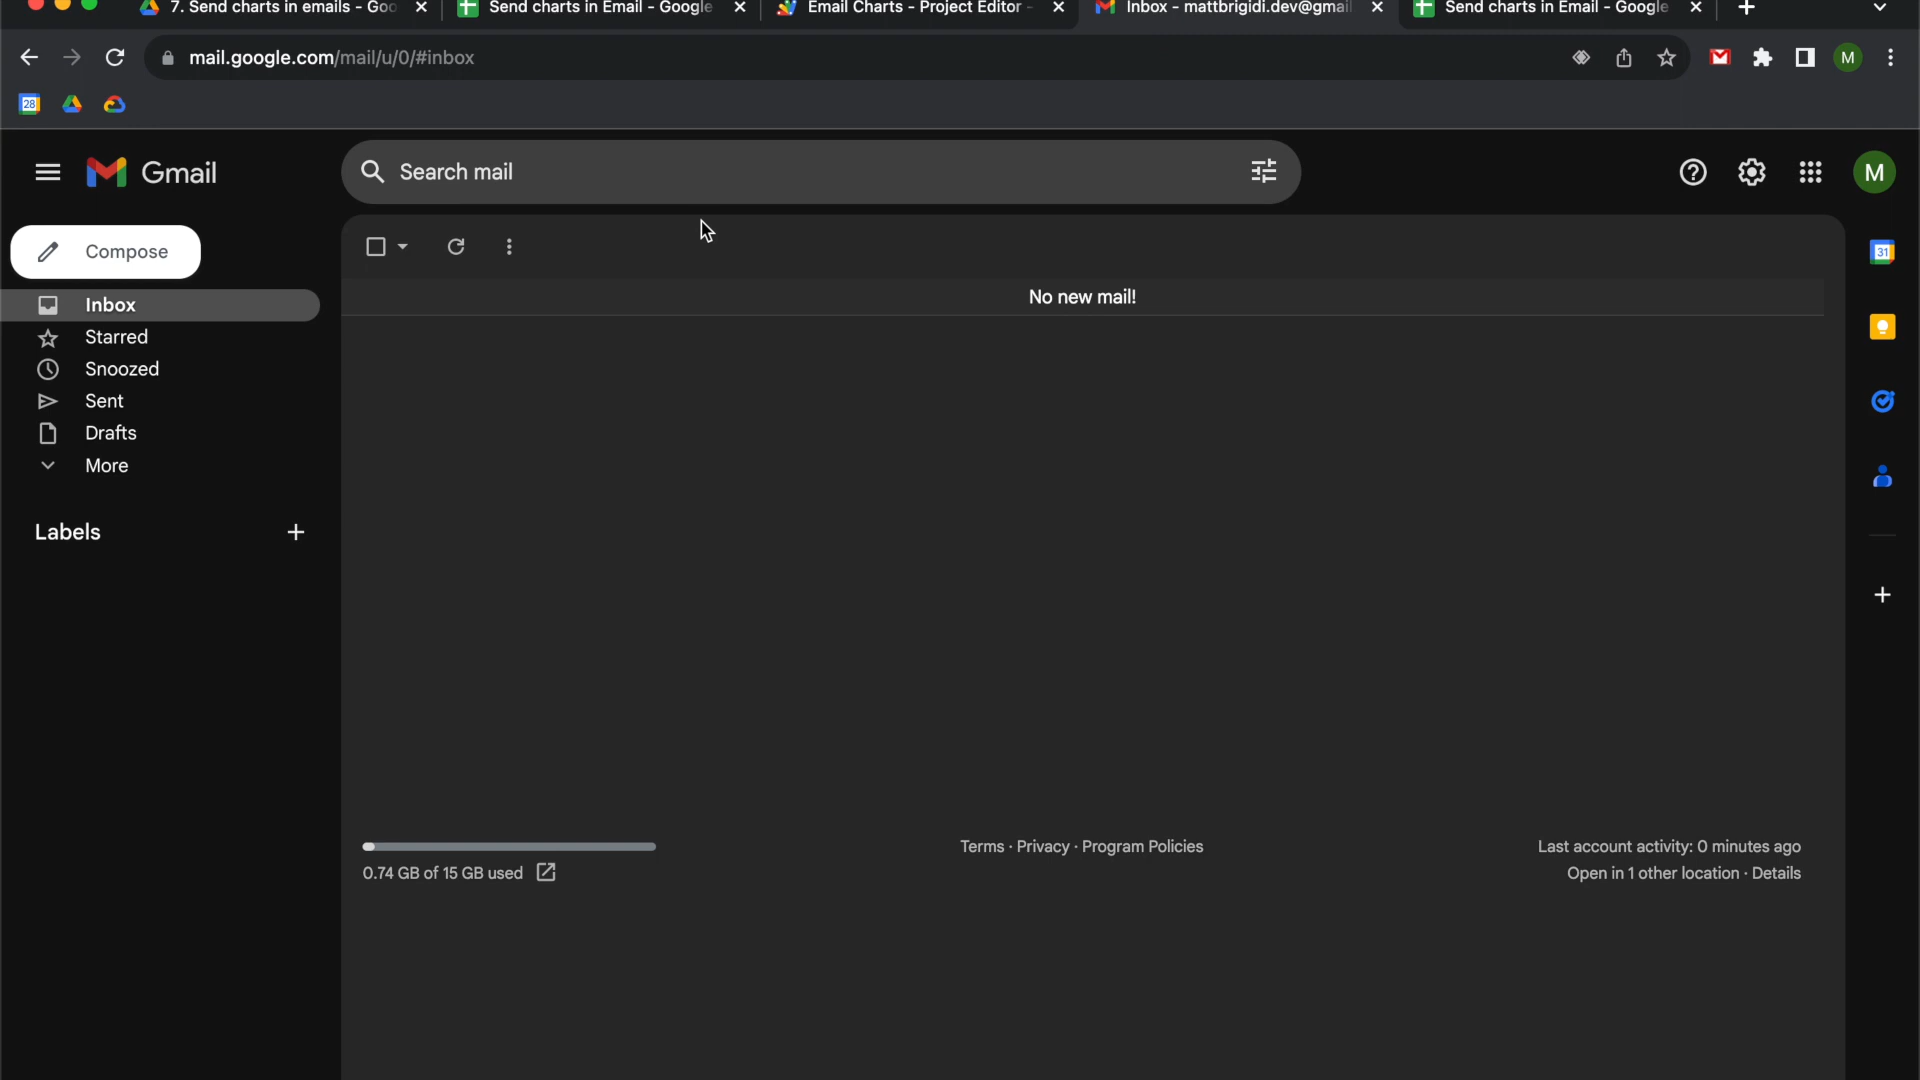 7. Send charts in emails - Goo
Send charts in Email - Google
Email Charts - Project Editor -
Inbox - mattbrigidi.dev@gmail
Send charts in Email - Google
mail.google.com/mail/u/0/#inbox
M
28
Gmail
Search mail
M
Compose
31
No new mail!
Inbox
Starred
Snoozed
Sent
Drafts
More
Labels
Terms · Privacy · Program Policies
Last account activity: 0 minutes ago
0.74 GB of 15 GB used
Open in 1 other location · Details